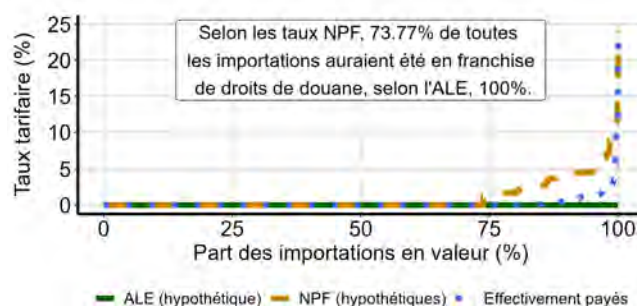 Selon les taux NPF, 73.77% de toutes
les importations auraient été en franchise
de droits de douane, selon l'ALE, 100%.
Taux tarifaire (%)
25
20
15
10
5
0
0
25
50
75
100
Part des importations en valeur (%)
ALE (hypothétique)
NPF (hypothétiques)
Effectivement payés